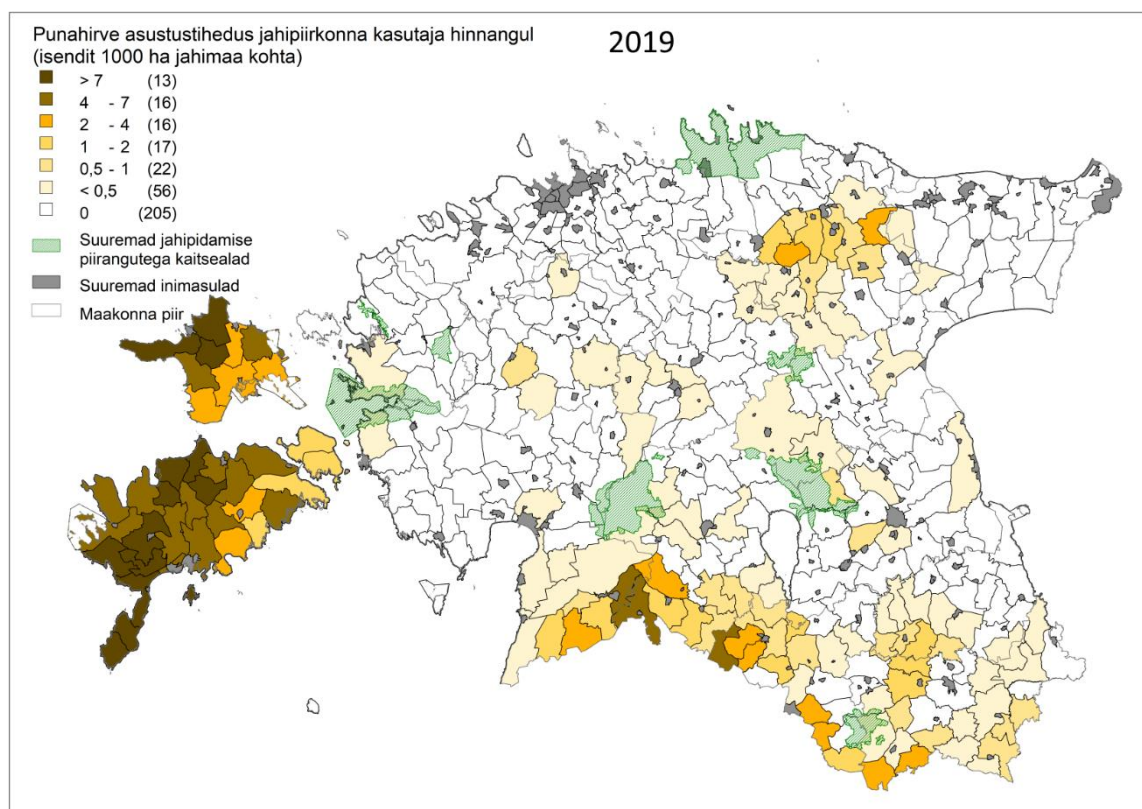 Punahirve asustustihedus jahipiirkonna kasutaja hinnangul
(isendit 1000 ha jahimaa kohta)
2019
> 7 (13)
4 - 7 (16)
2 - 4 (16)
1 - 2 (17)
0,5 - 1 (22)
< 0,5 (56)
0 (205)
Suuremad jahipidamise
piirangutega kaitsealad
Suuremad inimasulad
Maakonna piir